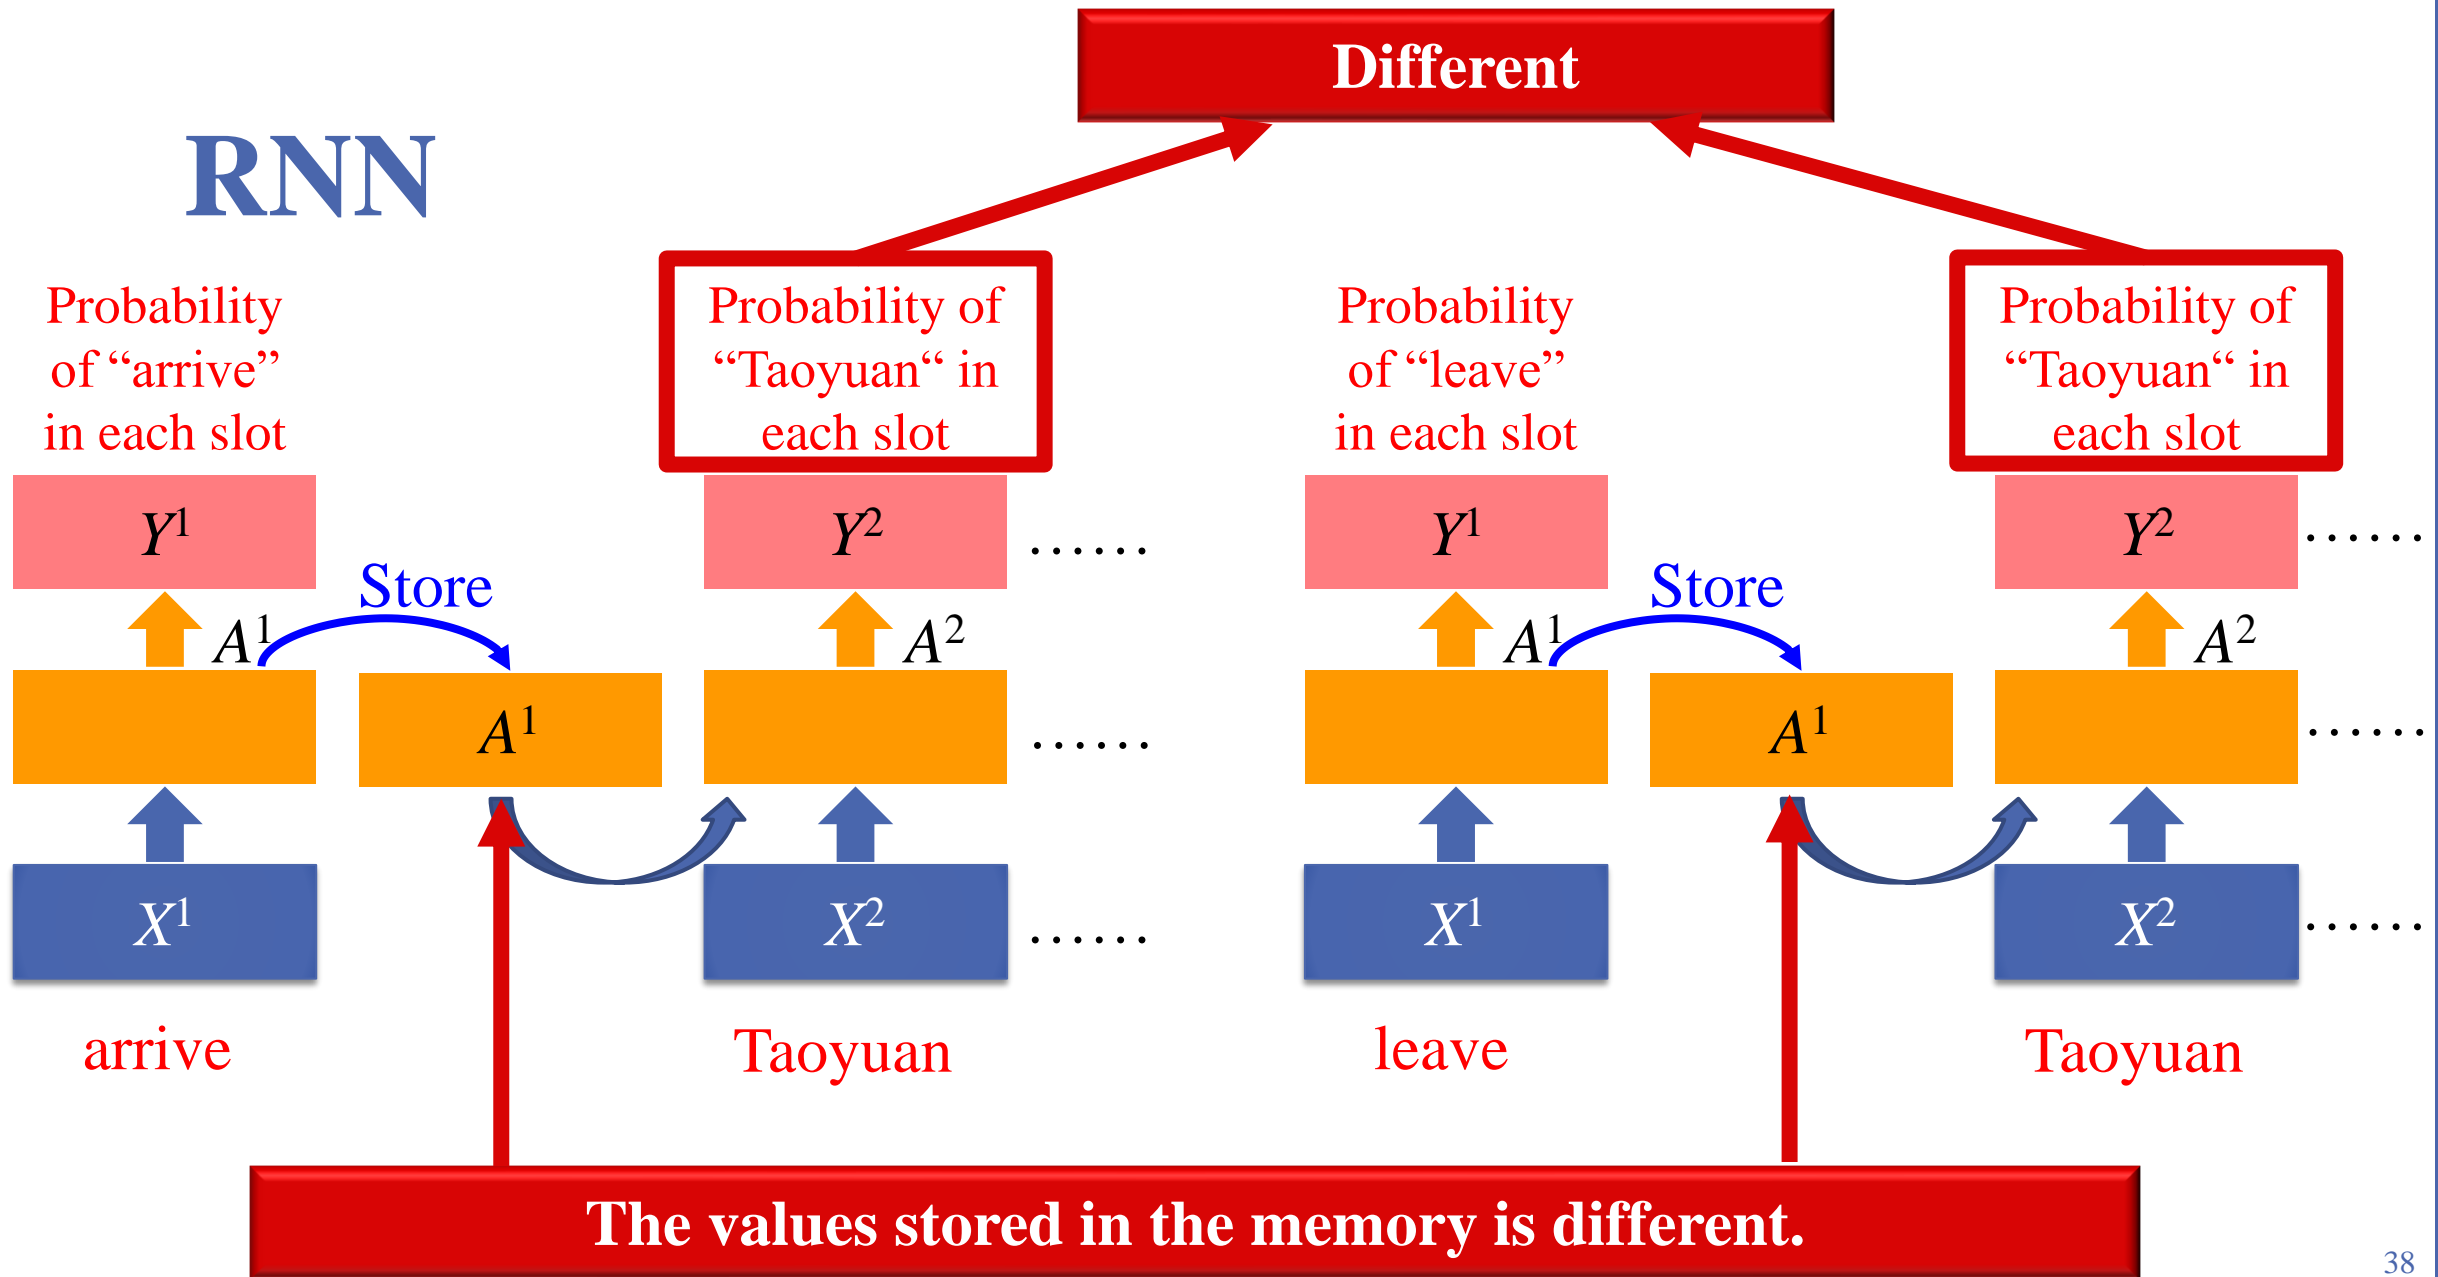 Different
RNN
Probability
of “arrive”
in each slot
Probability of
“Taoyuan“ in
each slot
Probability
of “leave”
in each slot
Probability of
“Taoyuan“ in
each slot
Y¹
Y²
......
Y¹
Y²
......
Store
Store
A¹
A²
A¹
A²
A¹
......
A¹
......
X¹
X²
......
X¹
X²
......
arrive
Taoyuan
leave
Taoyuan
The values stored in the memory is different.
38